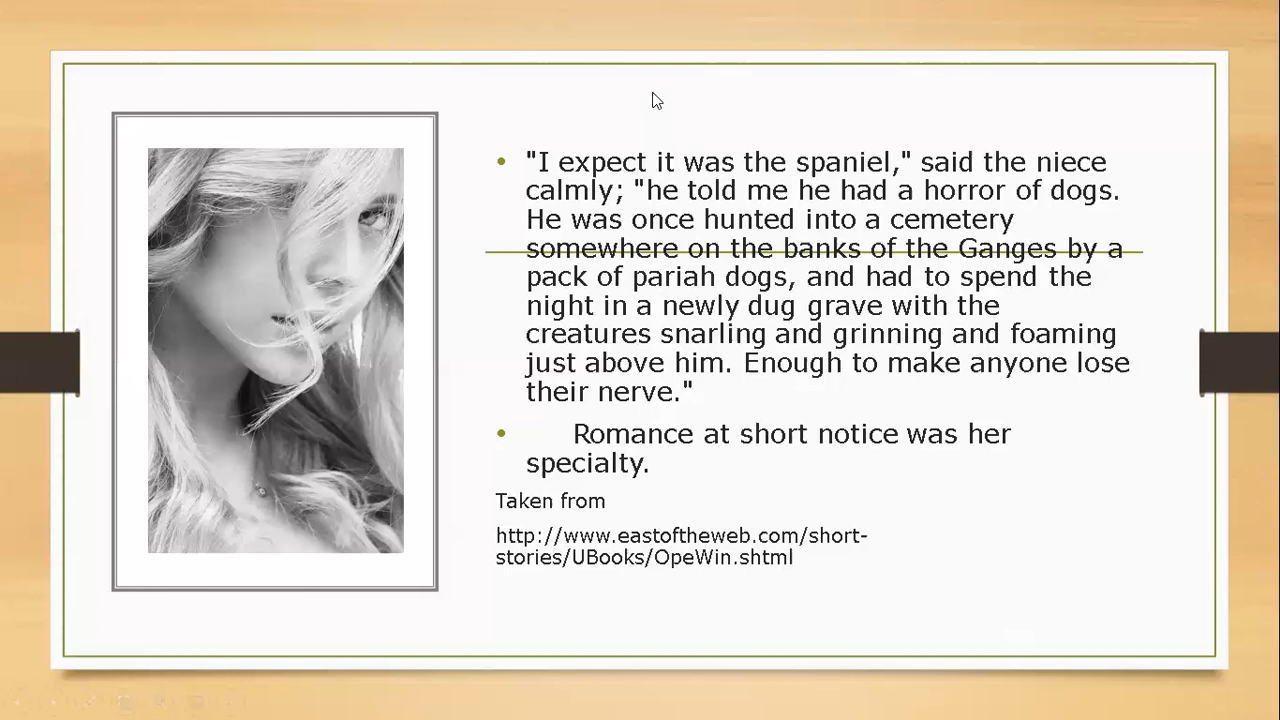 • "I expect it was the spaniel," said the niece
calmly; "he told me he had a horror of dogs.
He was once hunted into a cemetery
somewhere on the banks of the Ganges by a
pack of pariah dogs, and had to spend the
night in a newly dug grave with the
creatures snarling and grinning and foaming
just above him. Enough to make anyone lose
their nerve."
• Romance at short notice was her
specialty.
Taken from
http://www.eastoftheweb.com/short-
stories/UBooks/OpeWin.shtml